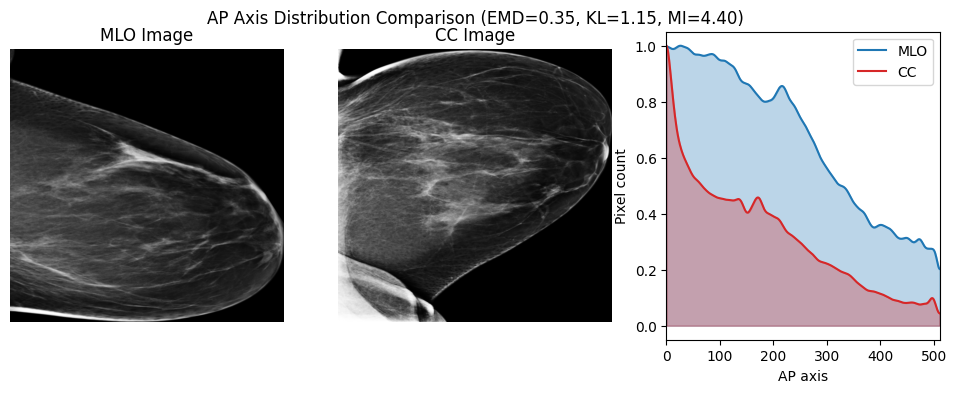 AP Axis Distribution Comparison (EMD=0.35, KL=1.15, MI=4.40)
MLO Image
CC Image
MLO
CC
Pixel count
1.0
0.8
0.6
0.4
0.2
0.0
0 100 200 300 400 500
AP axis